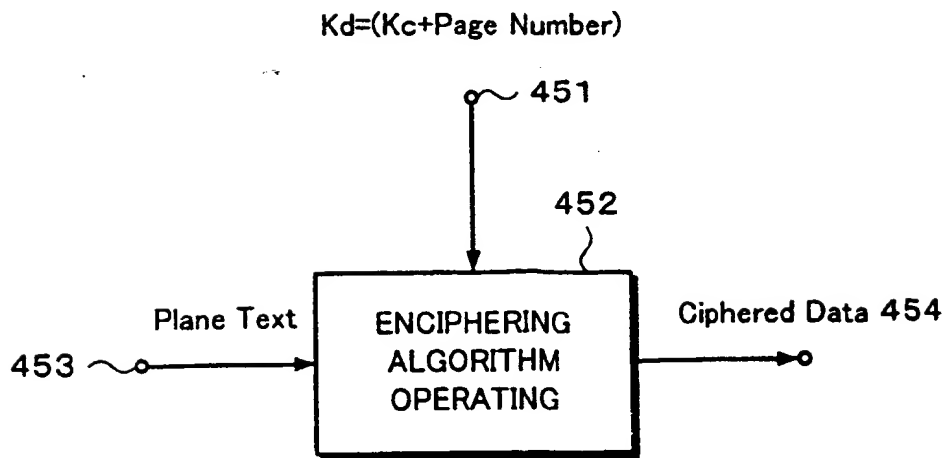 Kd=(Kc+Page Number)
451
452
Plane Text
453
ENCIPHERING
ALGORITHM
OPERATING
Ciphered Data 454